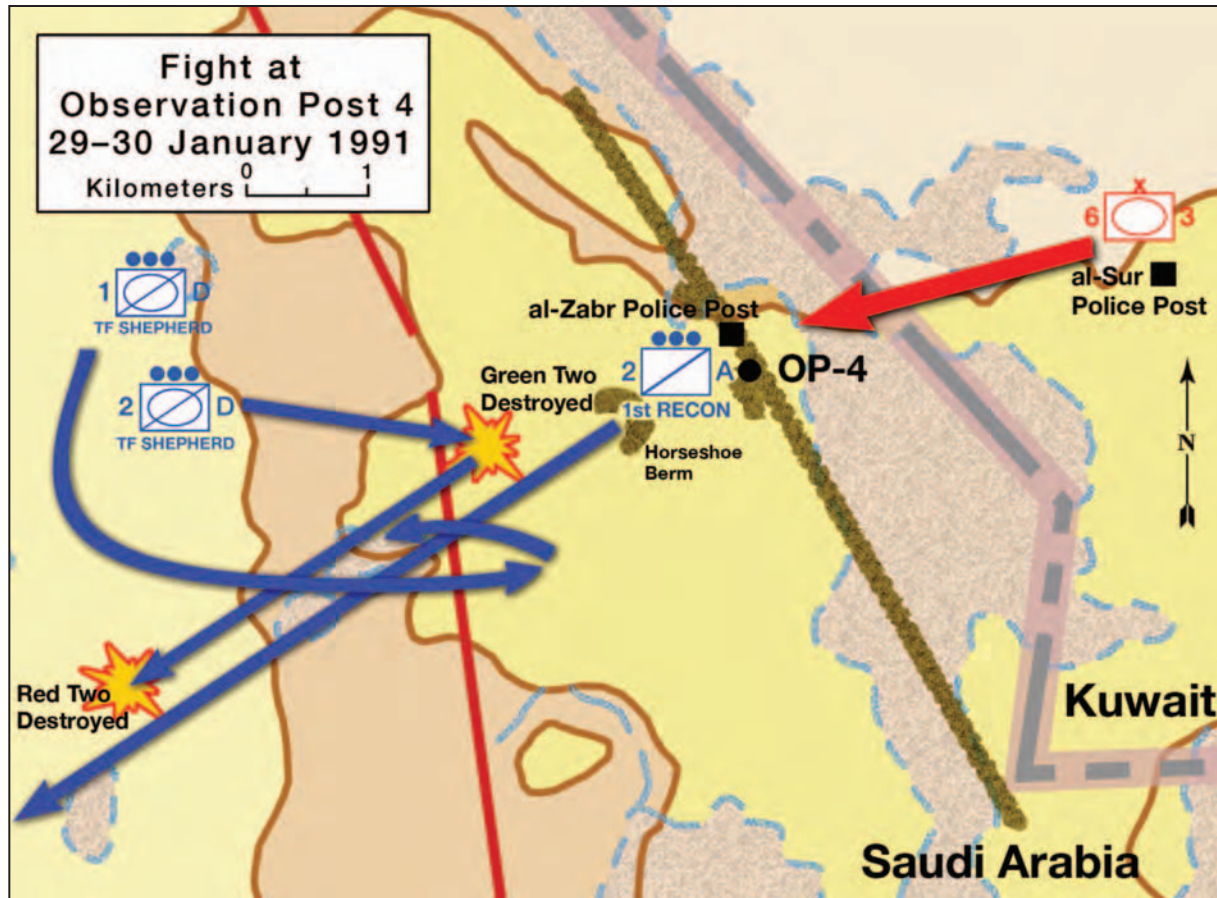 Fight at
Observation Post 4
29–30 January 1991
Kilometers 0 1
x
6 3
al-Sur
Police Post
1 D
TF SHEPHERD
al-Zabr Police Post
2 A
1st RECON
OP-4
Green Two
Destroyed
2 D
TF SHEPHERD
Horseshoe
Berm
N
Red Two
Destroyed
Kuwait
Saudi Arabia